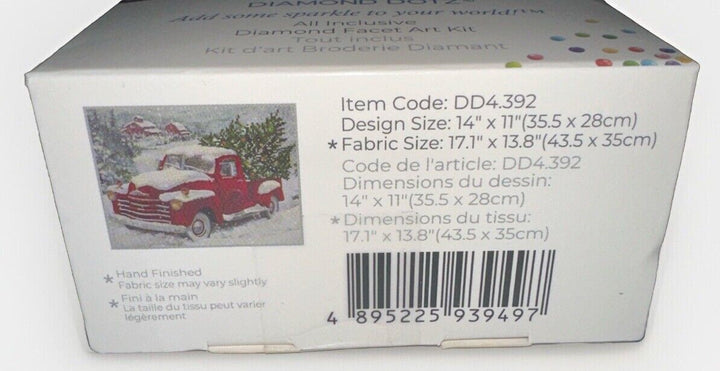 DIAMOND DOTZ®
Add some sparkle to your world!™
All Inclusive
Diamond Facet Art Kit
Tout inclus
Kit d'art Broderie Diamant
Item Code: DD4.392
Design Size: 14" x 11"(35.5 x 28cm)
* Fabric Size: 17.1" x 13.8"(43.5 x 35cm)
Code de l'article: DD4.392
Dimensions du dessin:
14" x 11"(35.5 x 28cm)
* Dimensions du tissu:
17.1" x 13.8"(43.5 x 35cm)
* Hand Finished
Fabric size may vary slightly
* Fini à la main
La taille du tissu peut varier
légèrement
4 895225 939497